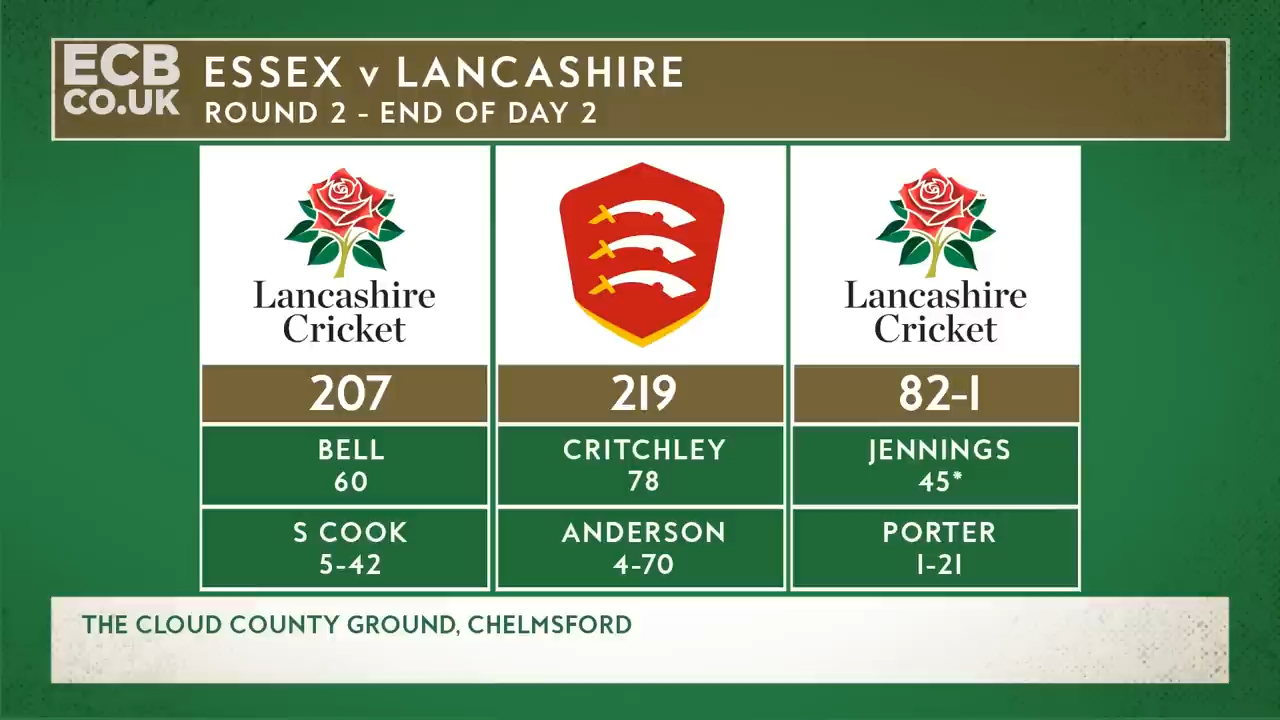 ECB
CO.UK
ESSEX v LANCASHIRE
ROUND 2 - END OF DAY 2
Lancashire
Cricket
207
BELL
60
S COOK
5-42
219
CRITCHLEY
78
ANDERSON
4-70
Lancashire
Cricket
82-1
JENNINGS
45*
PORTER
1-21
THE CLOUD COUNTY GROUND, CHELMSFORD